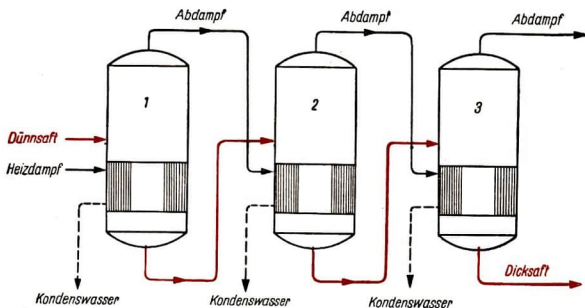 Abdampf
Abdampf
Abdampf
1
2
3
Dünnsaft
Heizdampf
Kondenswasser
Kondenswasser
Kondenswasser
Dicksaft